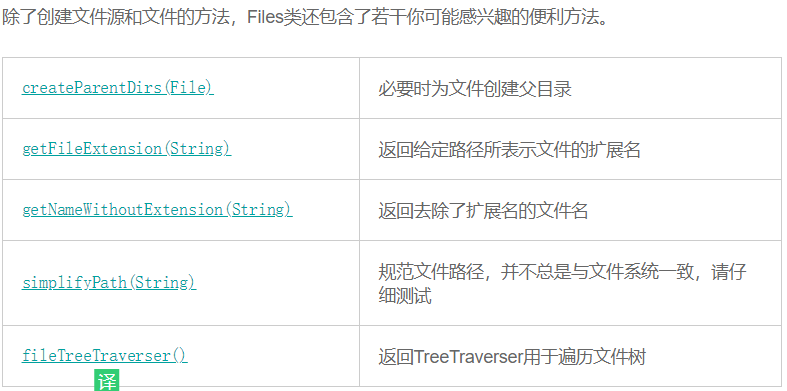 除了创建文件源和文件的方法，Files类还包含了若干你可能感兴趣的便利方法。
createParentDirs(File) 必要时为文件创建父目录
getFileExtension(String) 返回给定路径所表示文件的扩展名
getNameWithoutExtension(String) 返回去除了扩展名的文件名
simplifyPath(String) 规范文件路径，并不总是与文件系统一致，请仔
细测试
fileTreeTraverser() 返回TreeTraverser用于遍历文件树
译